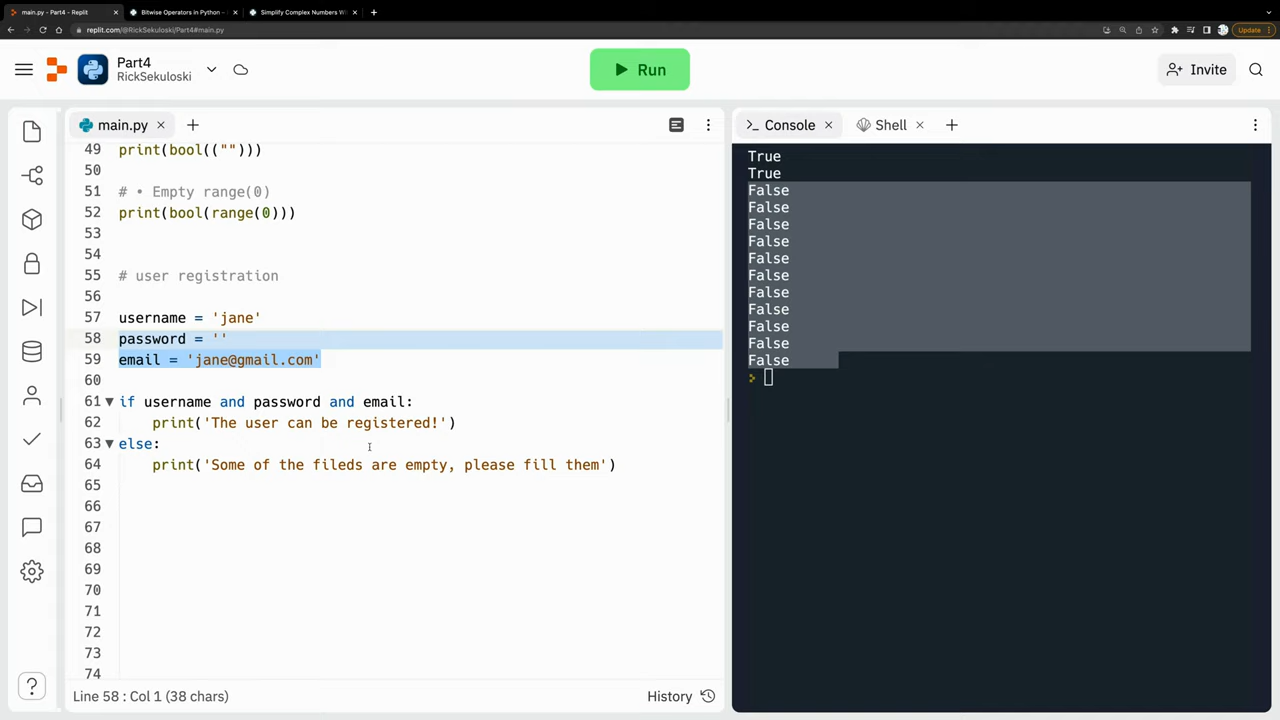 main.py - Part4 - Replit
Bitwise Operators in Python –
Simplify Complex Numbers Wi
replit.com/@RickSekuloski/Part4#main.py
Update
Part4
RickSekuloski
Run
Invite
main.py
Console
Shell
49 print(bool((("")))
50
51 # • Empty range(0)
52 print(bool(range(0)))
53
54
55 # user registration
56
57 username = 'jane'
58 password = ''
59 email = 'jane@gmail.com'
60
61 if username and password and email:
62 print('The user can be registered!')
63 else:
64 print('Some of the fileds are empty, please fill them')
65
66
67
68
69
70
71
72
73
74
True
True
False
False
False
False
False
False
False
False
False
False
False
Line 58 : Col 1 (38 chars)
History
?